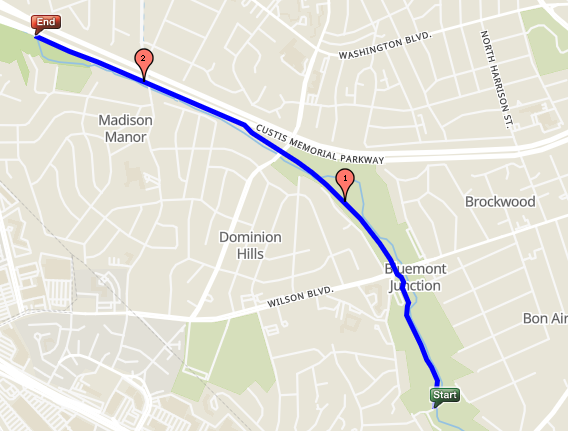 End
WASHINGTON BLVD.
NORTH HARRISON ST.
2
Madison
Manor
CUSTIS MEMORIAL PARKWAY
1
Brockwood
Dominion
Hills
Bluemont
Junction
WILSON BLVD.
Bon Air
Start